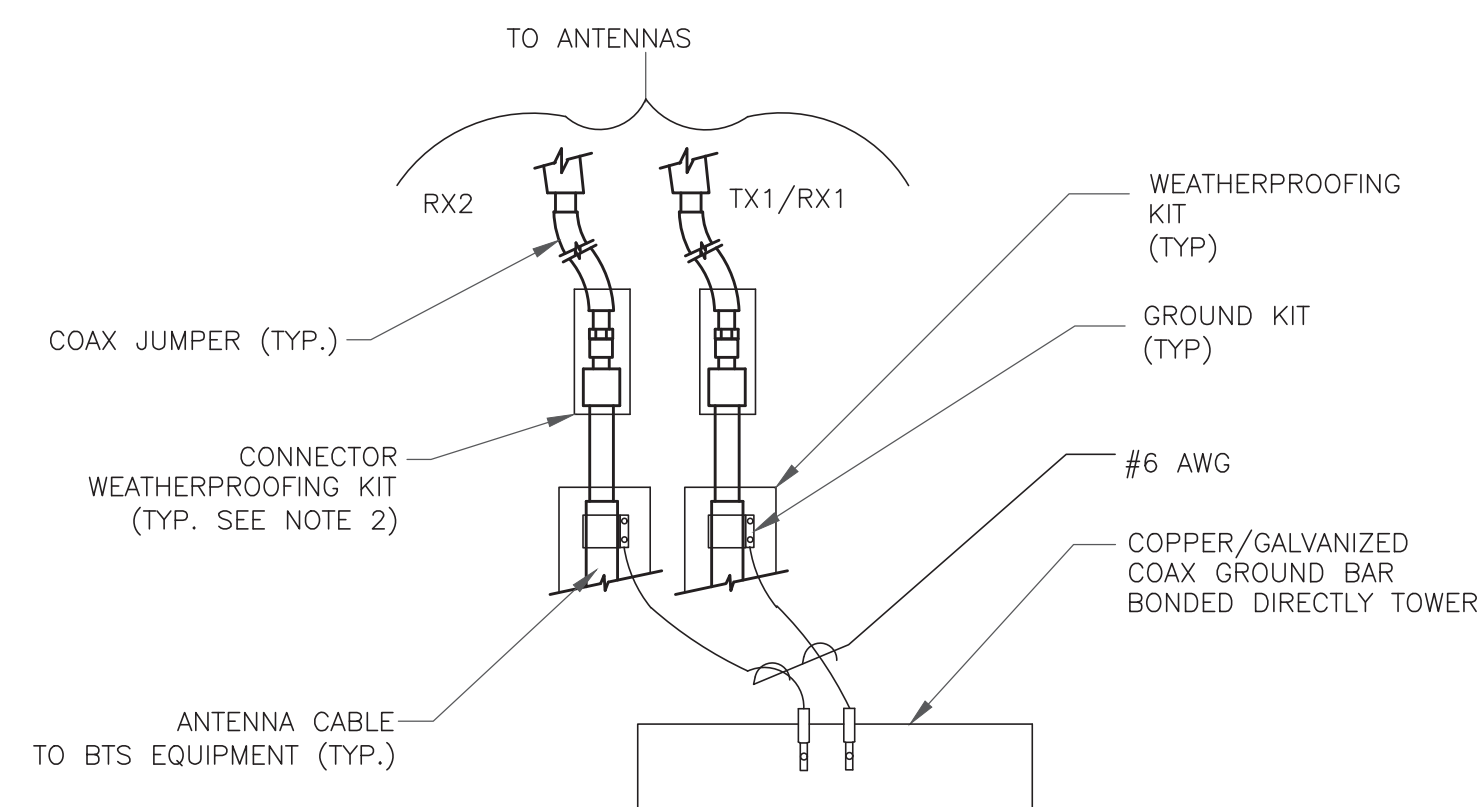 TO ANTENNAS
RX2
TX1/RX1
WEATHERPROOFING
KIT
(TYP)
COAX JUMPER (TYP.)
GROUND KIT
(TYP)
CONNECTOR
WEATHERPROOFING KIT
(TYP. SEE NOTE 2)
#6 AWG
COPPER/GALVANIZED
COAX GROUND BAR
BONDED DIRECTLY TOWER
ANTENNA CABLE
TO BTS EQUIPMENT (TYP.)